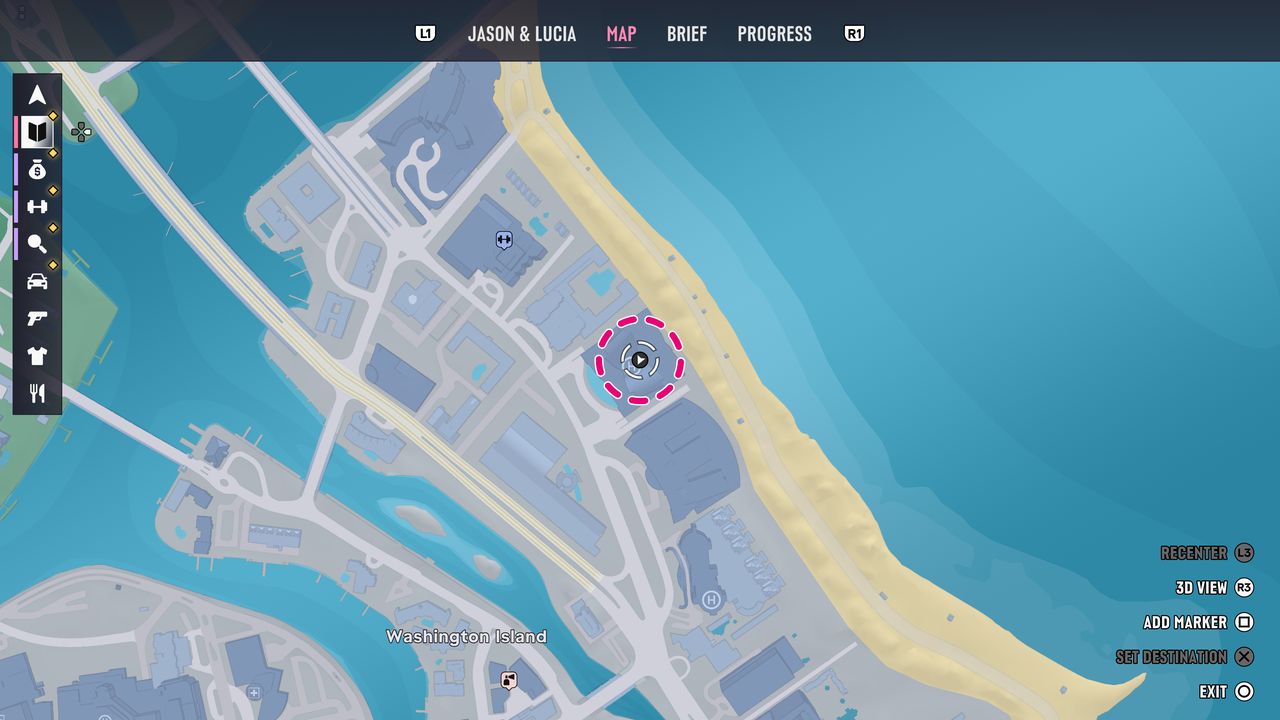 L1 JASON & LUCIA MAP BRIEF PROGRESS R1
RECENTER L3
3D VIEW R3
ADD MARKER
SET DESTINATION
EXIT
H
Washington Island